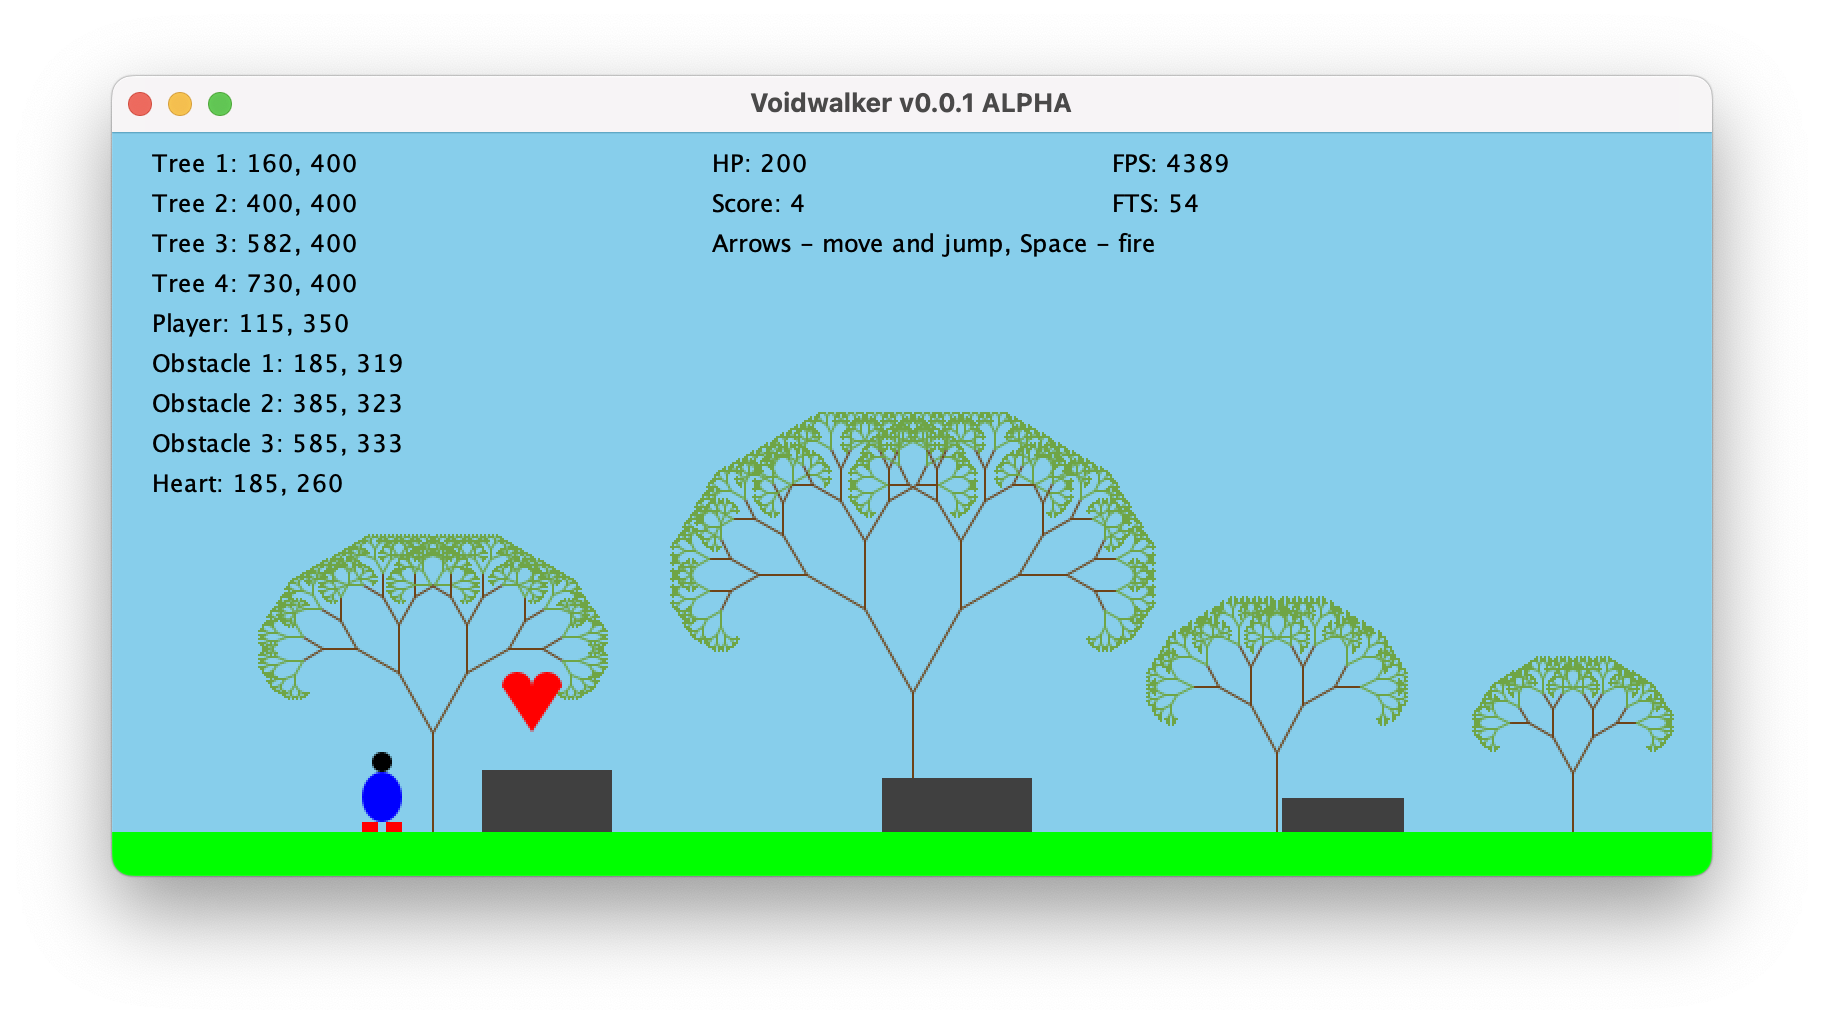 Voidwalker v0.0.1 ALPHA
Tree 1: 160, 400
Tree 2: 400, 400
Tree 3: 582, 400
Tree 4: 730, 400
Player: 115, 350
Obstacle 1: 185, 319
Obstacle 2: 385, 323
Obstacle 3: 585, 333
Heart: 185, 260
HP: 200
Score: 4
Arrows – move and jump, Space – fire
FPS: 4389
FTS: 54